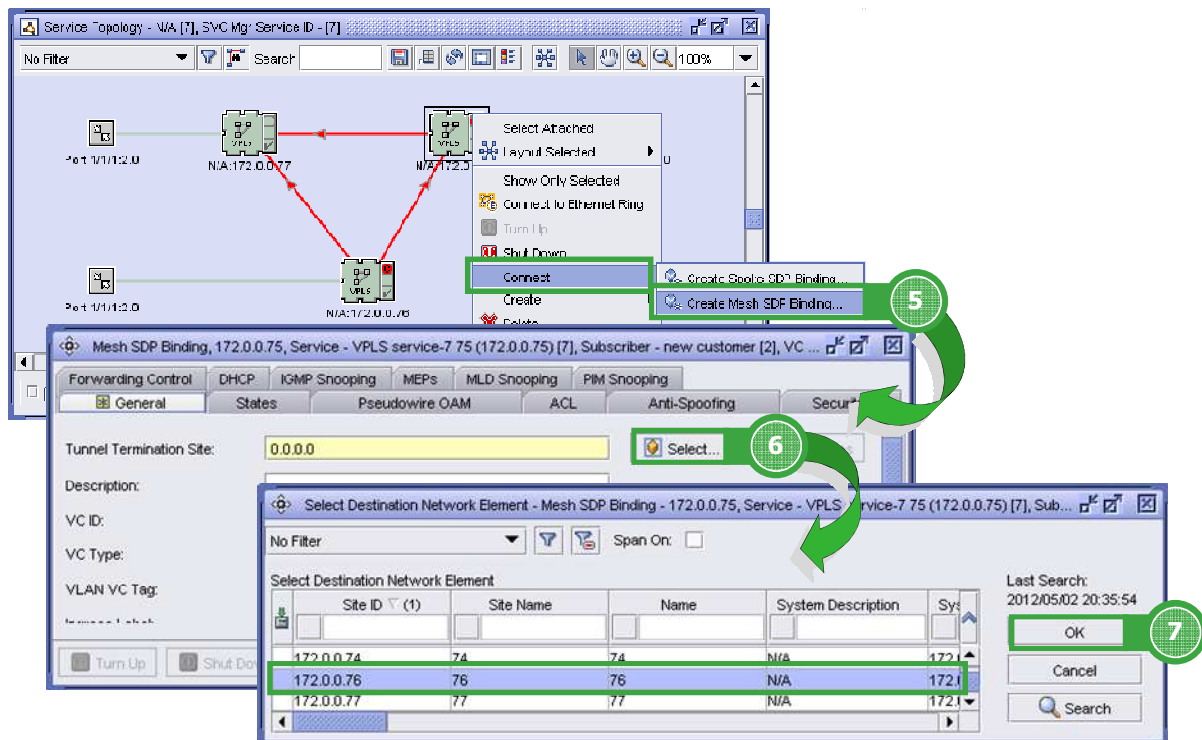 Service Topology - N/A [7], SVC Mgr Service ID - [7]
No Filter
Search
100%
Port 1/1/1:2.0
VPLS
N/A:172.0.0.77
VPLS
N/A:172.0
Select Attached
Layout Selected
Show Only Selected
Connect to Ethernet Ring
Turn Up
Shut Down
Connect
Create
Delete
Create Spoke SDP Binding...
Create Mesh SDP Binding...
5
Port 1/1/1:2.0
VPLS
N/A:172.0.0.76
Mesh SDP Binding, 172.0.0.75, Service - VPLS service-7 75 (172.0.0.75) [7], Subscriber - new customer [2], VC ...
Forwarding Control DHCP IGMP Snooping MEPs MLD Snooping PIM Snooping
General States Pseudowire OAM ACL Anti-Spoofing
Tunnel Termination Site: 0.0.0.0 Select...
6
Description:
VC ID:
VC Type:
VLAN VC Tag:
Turn Up
Select Destination Network Element - Mesh SDP Binding - 172.0.0.75, Service - VPLS 75 (172.0.0.75) [7], Sub...
No Filter
Span On:
Select Destination Network Element
Site ID (1) Site Name Name System Description
172.0.0.74 74 74 N/A
172.0.0.76 76 76 N/A
172.0.0.77 77 77 N/A
Last Search:
2012/05/02 20:35:54
OK
7
Cancel
Search